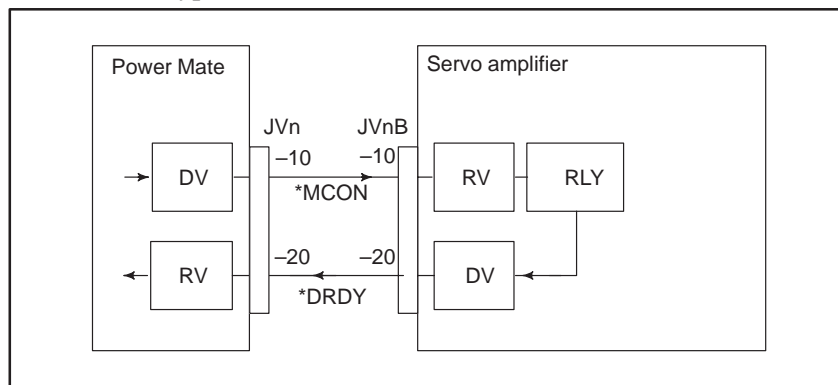 Power Mate
Servo amplifier
JVn
JVnB
–10
–10
DV
RV
RLY
*MCON
–20
–20
RV
DV
*DRDY